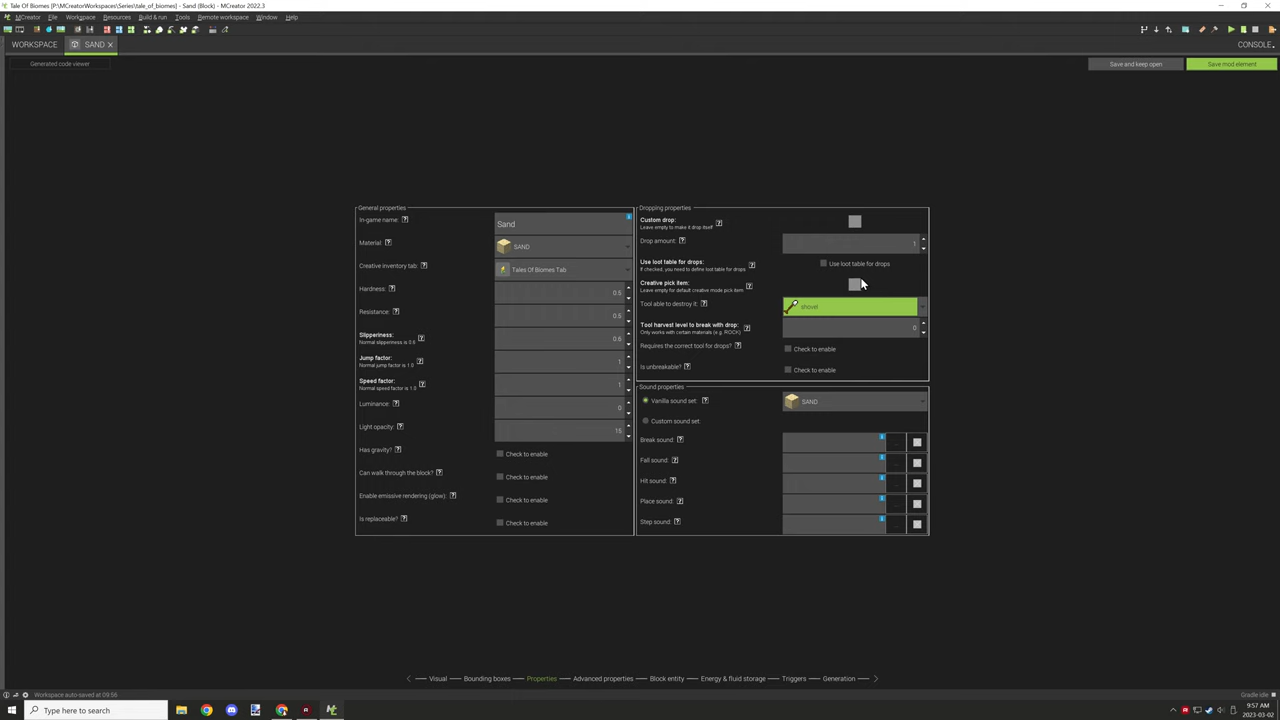 Tale Of Biomes [P:\MCreatorWorkspaces\Series\tale_of_biomes] - Sand (Block) - MCreator 2022.3
MCreator File Workspace Resources Build & run Tools Remote workspace Window Help
WORKSPACE SAND × CONSOLE
Generated code viewer Save and keep open Save mod element
General properties
In-game name: ? Sand
Material: ? SAND
Creative inventory tab: ? Tales Of Biomes Tab
Hardness: ? 0.5
Resistance: ? 0.5
Slipperiness: ? 0.6
Normal slipperiness is 0.6
Jump factor: ? 1
Normal jump factor is 1.0
Speed factor: ? 1
Normal speed factor is 1.0
Luminance: ? 0
Light opacity: ? 15
Has gravity? ? Check to enable
Can walk through the block? ? Check to enable
Enable emissive rendering (glow): ? Check to enable
Is replaceable? ? Check to enable
Dropping properties
Custom drop: ?
Leave empty to make it drop itself
Drop amount: ? 1
Use loot table for drops: ? Use loot table for drops
If checked, you need to define loot table for drops
Creative pick item: ?
Leave empty for default creative mode pick item
Tool able to destroy it: ? shovel
Tool harvest level to break with drop: ? 0
Only works with certain materials (e.g. ROCK)
Requires the correct tool for drops? ? Check to enable
Is unbreakable? ? Check to enable
Sound properties
Vanilla sound set: ? SAND
Custom sound set:
Break sound: ?
Fall sound: ?
Hit sound: ?
Place sound: ?
Step sound: ?
Visual Bounding boxes Properties Advanced properties Block entity Energy & fluid storage Triggers Generation
Workspace auto-saved at 09:56 Gradle idle
Type here to search 9:57 AM
2023-03-02